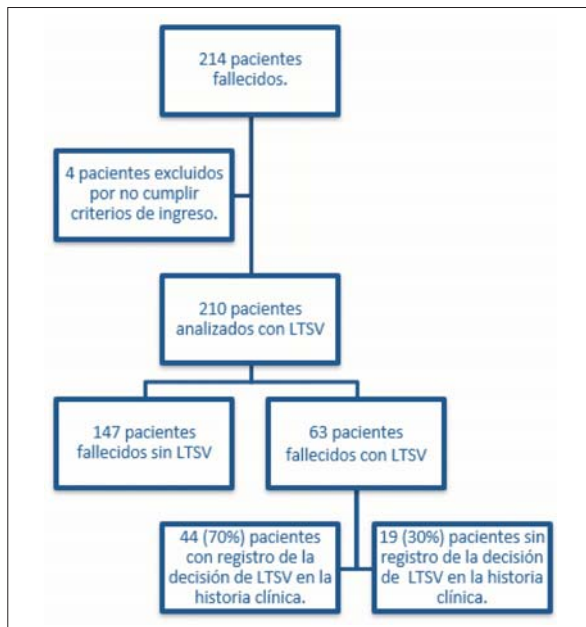 214 pacientes
fallecidos.
4 pacientes excluidos
por no cumplir
criterios de ingreso.
210 pacientes
analizados con LTSV
147 pacientes
fallecidos sin LTSV
63 pacientes
fallecidos con LTSV
44 (70%) pacientes
con registro de la
decisión de LTSV en la
historia clínica.
19 (30%) pacientes sin
registro de la decisión
de LTSV en la historia
clínica.